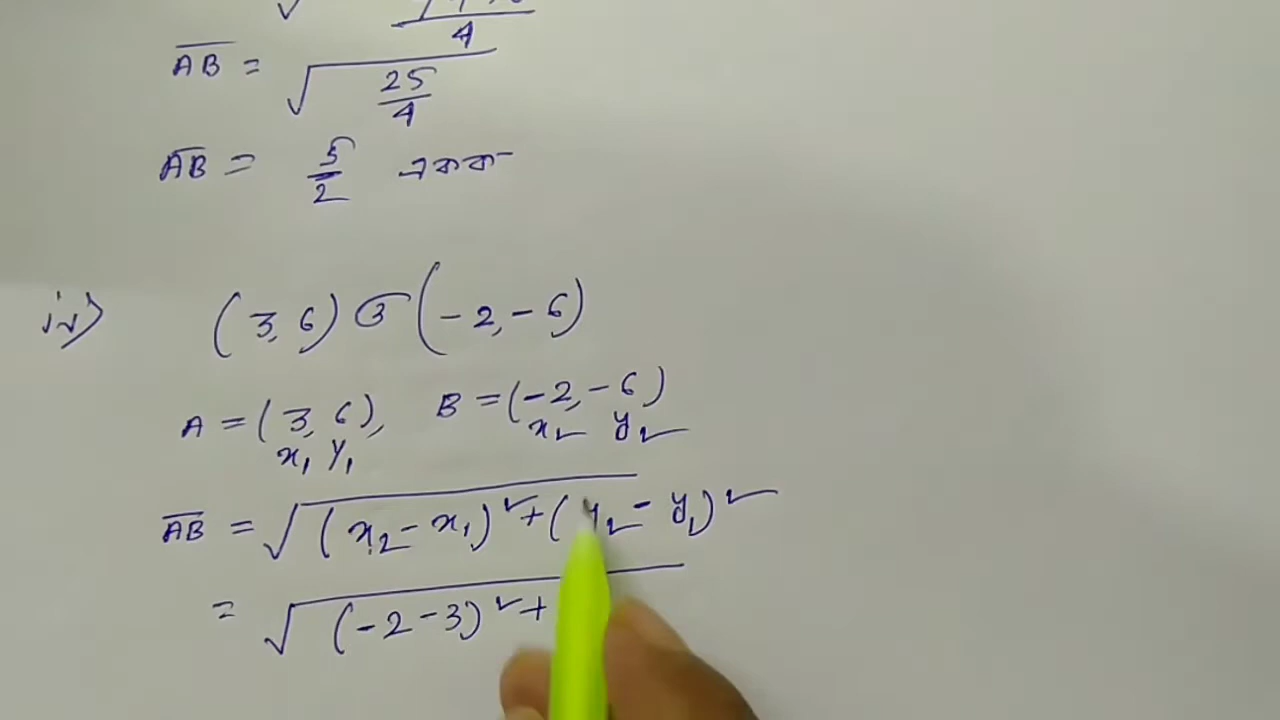 4
AB = √ 25/4
AB = 5/2 একক
iv) (3, 6) ও (-2, -6)
A = (3, 6), B = (-2, -6)
x₁ y₁ x₂ y₂
AB = √ (x₂ - x₁)² + (y₂ - y₁)²
= √ (-2 - 3)² +